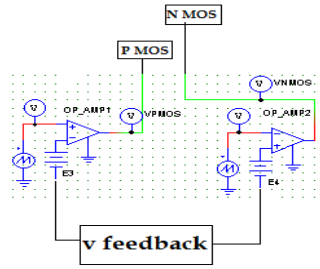 N MOS
P MOS
V
VNMOS
V
OP_AMP1
V
VPMOS
V
OP_AMP2
E3
E4
v feedback